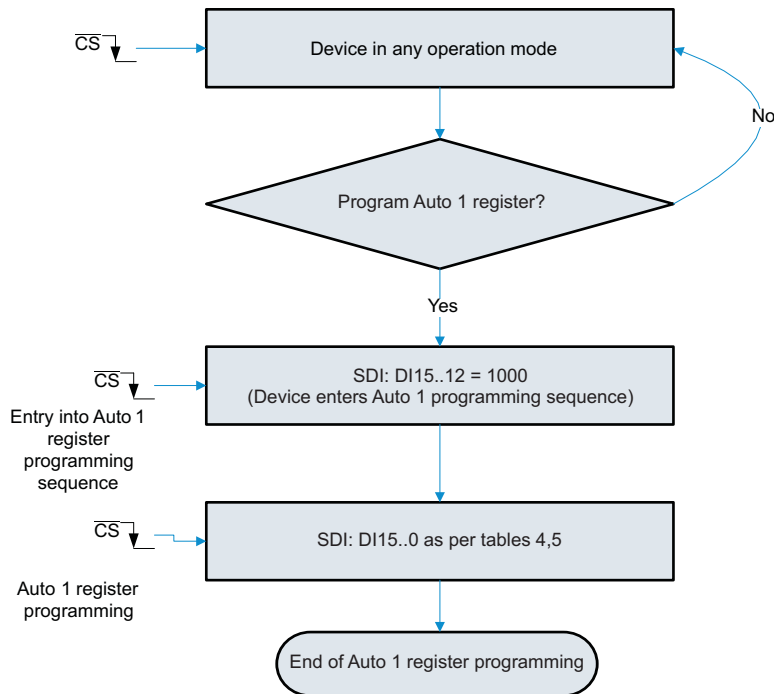 CS
Device in any operation mode
No
Program Auto 1 register?
Yes
CS
SDI: DI15..12 = 1000
(Device enters Auto 1 programming sequence)
Entry into Auto 1
register
programming
sequence
CS
SDI: DI15..0 as per tables 4,5
Auto 1 register
programming
End of Auto 1 register programming